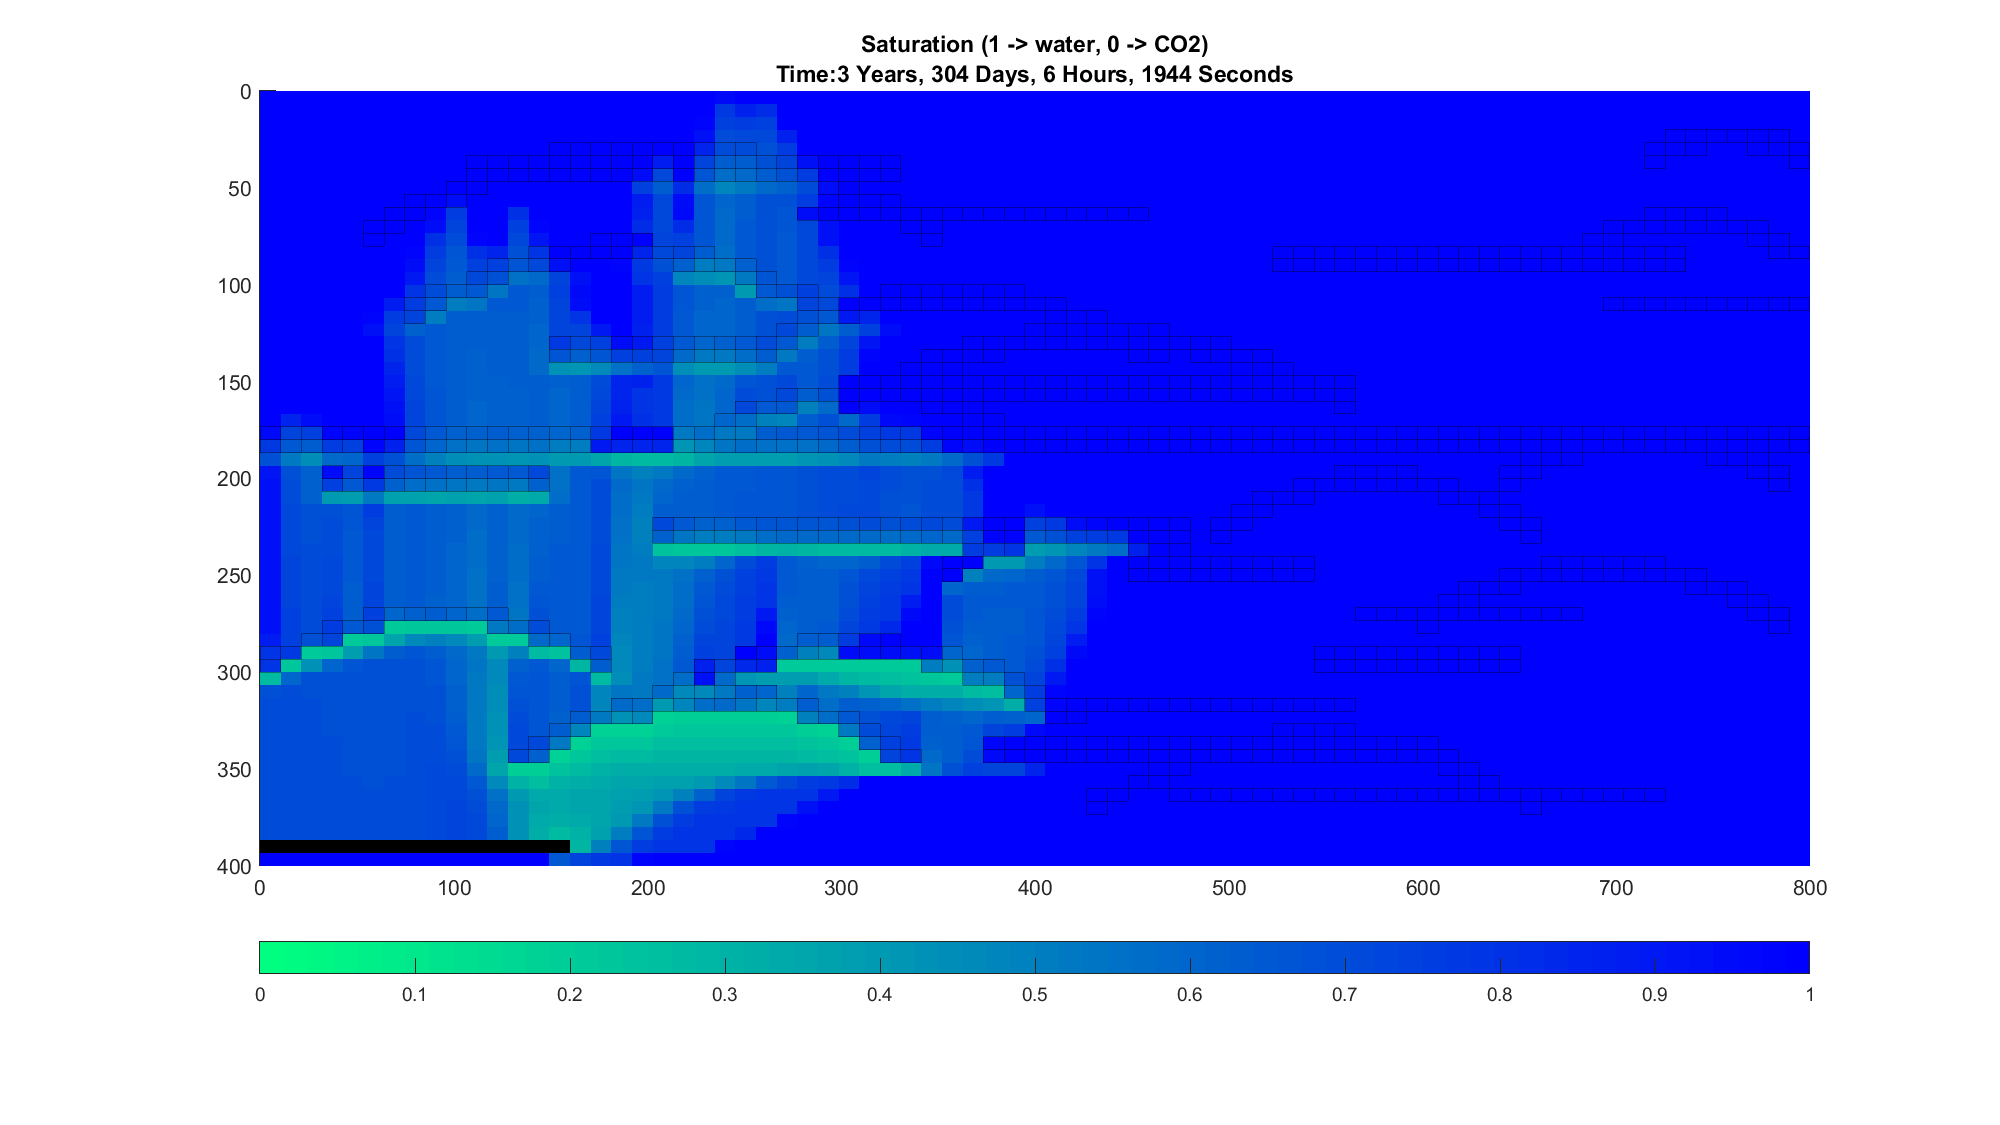 Saturation (1 -> water, 0 -> CO2)
Time:3 Years, 304 Days, 6 Hours, 1944 Seconds
0
50
100
150
200
250
300
350
400
0 100 200 300 400 500 600 700 800
0 0.1 0.2 0.3 0.4 0.5 0.6 0.7 0.8 0.9 1